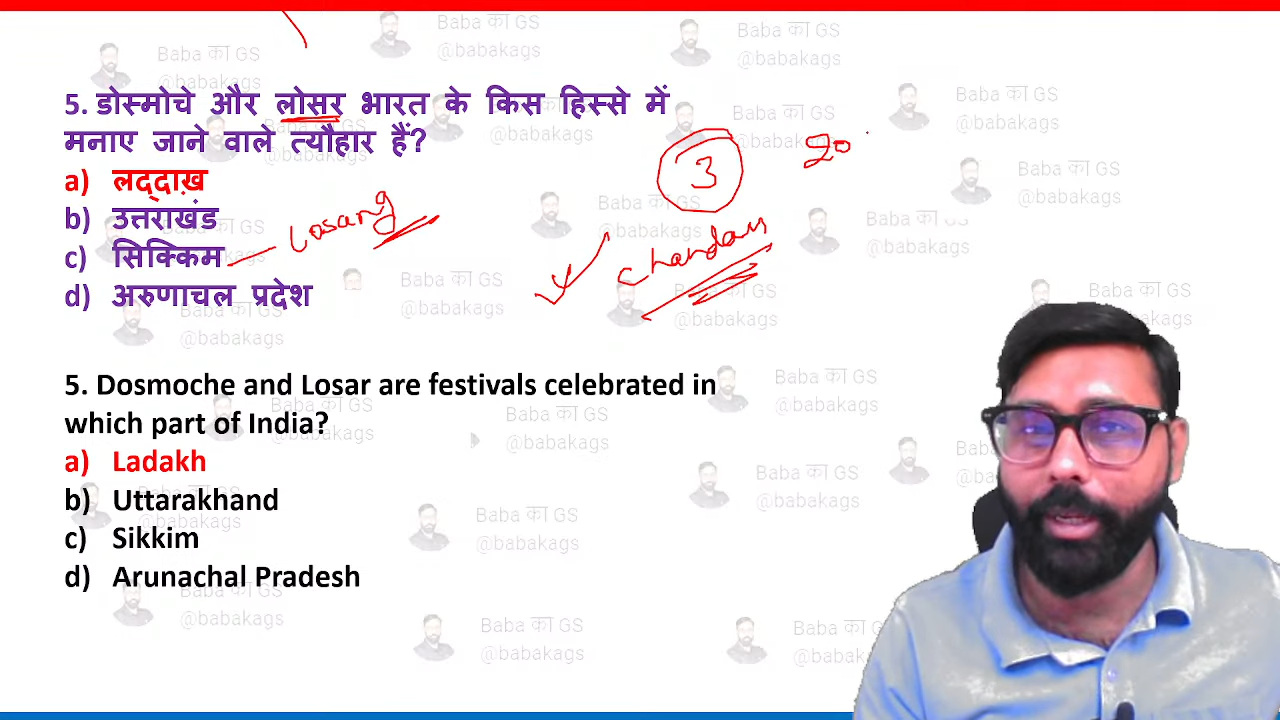 5. डोस्मोचे और लोसर भारत के किस हिस्से में
मनाए जाने वाले त्यौहार हैं?
a) लद्दाख़
b) उत्तराखंड
c) सिक्किम
Losang
d) अरुणाचल प्रदेश
3
20
Chandan
5. Dosmoche and Losar are festivals celebrated in
which part of India?
a) Ladakh
b) Uttarakhand
c) Sikkim
d) Arunachal Pradesh
Baba का GS
@babakags